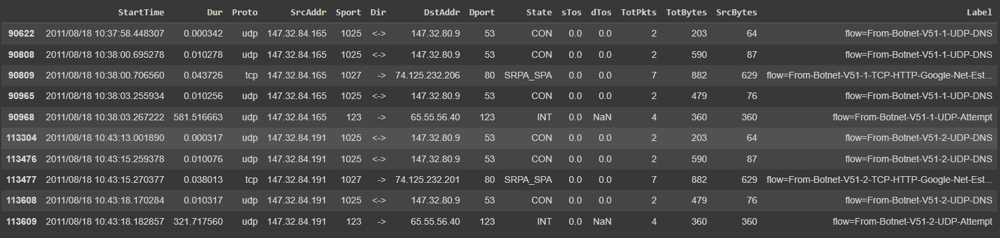 StartTime Dur Proto SrcAddr Sport Dir DstAddr Dport State sTos dTos TotPkts TotBytes SrcBytes Label
90622 2011/08/18 10:37:58.448307 0.000342 udp 147.32.84.165 1025 <-> 147.32.80.9 53 CON 0.0 0.0 2 203 64 flow=From-Botnet-V51-1-UDP-DNS
90808 2011/08/18 10:38:00.695278 0.010278 udp 147.32.84.165 1025 <-> 147.32.80.9 53 CON 0.0 0.0 2 590 87 flow=From-Botnet-V51-1-UDP-DNS
90809 2011/08/18 10:38:00.706560 0.043726 tcp 147.32.84.165 1027 -> 74.125.232.206 80 SRPA_SPA 0.0 0.0 7 882 629 flow=From-Botnet-V51-1-TCP-HTTP-Google-Net-Est...
90965 2011/08/18 10:38:03.255934 0.010256 udp 147.32.84.165 1025 <-> 147.32.80.9 53 CON 0.0 0.0 2 479 76 flow=From-Botnet-V51-1-UDP-DNS
90968 2011/08/18 10:38:03.267222 581.516663 udp 147.32.84.165 123 -> 65.55.56.40 123 INT 0.0 NaN 4 360 360 flow=From-Botnet-V51-1-UDP-Attempt
113304 2011/08/18 10:43:13.001890 0.000317 udp 147.32.84.191 1025 <-> 147.32.80.9 53 CON 0.0 0.0 2 203 64 flow=From-Botnet-V51-2-UDP-DNS
113476 2011/08/18 10:43:15.259378 0.010076 udp 147.32.84.191 1025 <-> 147.32.80.9 53 CON 0.0 0.0 2 590 87 flow=From-Botnet-V51-2-UDP-DNS
113477 2011/08/18 10:43:15.270377 0.038013 tcp 147.32.84.191 1027 -> 74.125.232.201 80 SRPA_SPA 0.0 0.0 7 882 629 flow=From-Botnet-V51-2-TCP-HTTP-Google-Net-Est...
113608 2011/08/18 10:43:18.170284 0.010317 udp 147.32.84.191 1025 <-> 147.32.80.9 53 CON 0.0 0.0 2 479 76 flow=From-Botnet-V51-2-UDP-DNS
113609 2011/08/18 10:43:18.182857 321.717560 udp 147.32.84.191 123 -> 65.55.56.40 123 INT 0.0 NaN 4 360 360 flow=From-Botnet-V51-2-UDP-Attempt